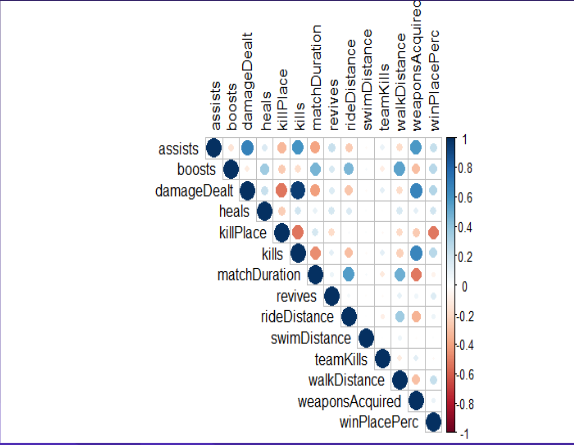 assists
boosts
damageDealt
heals
killPlace
kills
matchDuration
revives
rideDistance
swimDistance
teamKills
walkDistance
weaponsAcquired
winPlacePerc
assists
boosts
damageDealt
heals
killPlace
kills
matchDuration
revives
rideDistance
swimDistance
teamKills
walkDistance
weaponsAcquired
winPlacePerc
1
0.8
0.6
0.4
0.2
0
-0.2
-0.4
-0.6
-0.8
-1